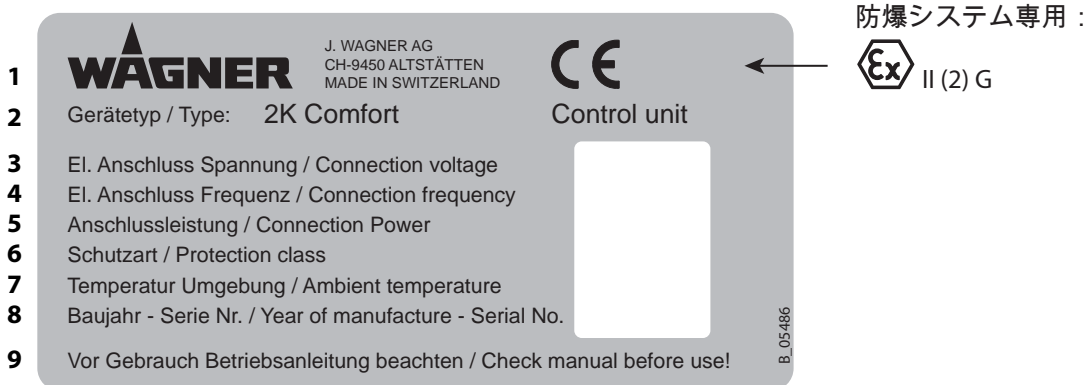 防爆システム専用：
Ex II (2) G
1 WAGNER J. WAGNER AG
CH-9450 ALTSTÄTTEN
MADE IN SWITZERLAND
CE
2 Gerätetyp / Type: 2K Comfort Control unit
3 El. Anschluss Spannung / Connection voltage
4 El. Anschluss Frequenz / Connection frequency
5 Anschlussleistung / Connection Power
6 Schutzart / Protection class
7 Temperatur Umgebung / Ambient temperature
8 Baujahr - Serie Nr. / Year of manufacture - Serial No.
9 Vor Gebrauch Betriebsanleitung beachten / Check manual before use!
B_05486